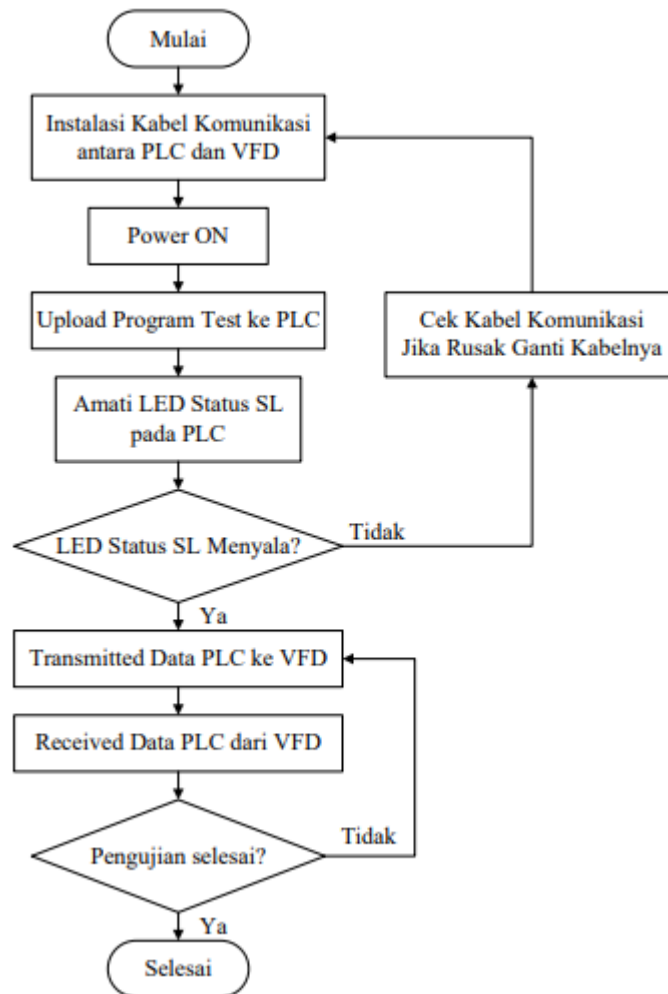 Mulai
Instalasi Kabel Komunikasi
antara PLC dan VFD
Power ON
Upload Program Test ke PLC
Cek Kabel Komunikasi
Jika Rusak Ganti Kabelnya
Amati LED Status SL
pada PLC
LED Status SL Menyala?
Tidak
Ya
Transmitted Data PLC ke VFD
Received Data PLC dari VFD
Pengujian selesai?
Tidak
Ya
Selesai